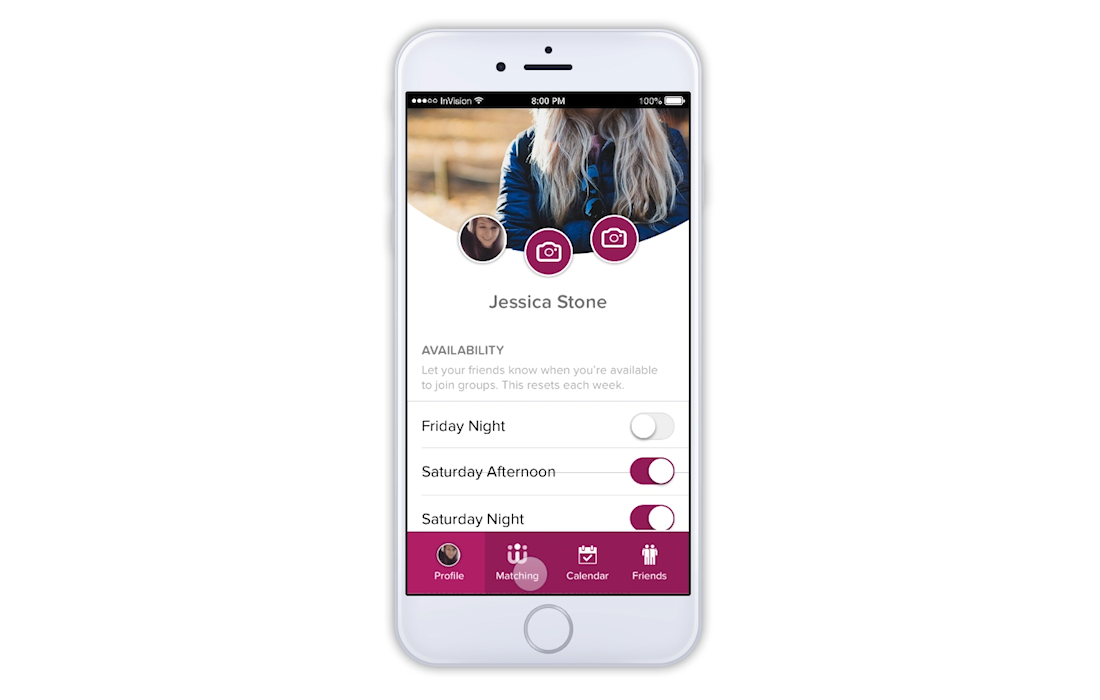 InVision
8:00 PM
100%
Jessica Stone
AVAILABILITY
Let your friends know when you're available
to join groups. This resets each week.
Friday Night
Saturday Afternoon
Saturday Night
Profile
Matching
Calendar
Friends